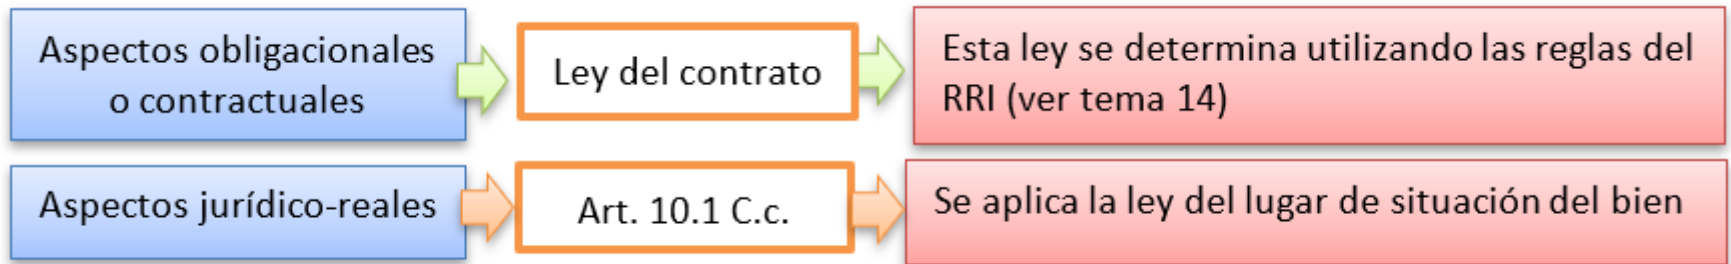 Aspectos obligacionales
o contractuales
Ley del contrato
Esta ley se determina utilizando las reglas del
RRI (ver tema 14)
Aspectos jurídico-reales
Art. 10.1 C.c.
Se aplica la ley del lugar de situación del bien